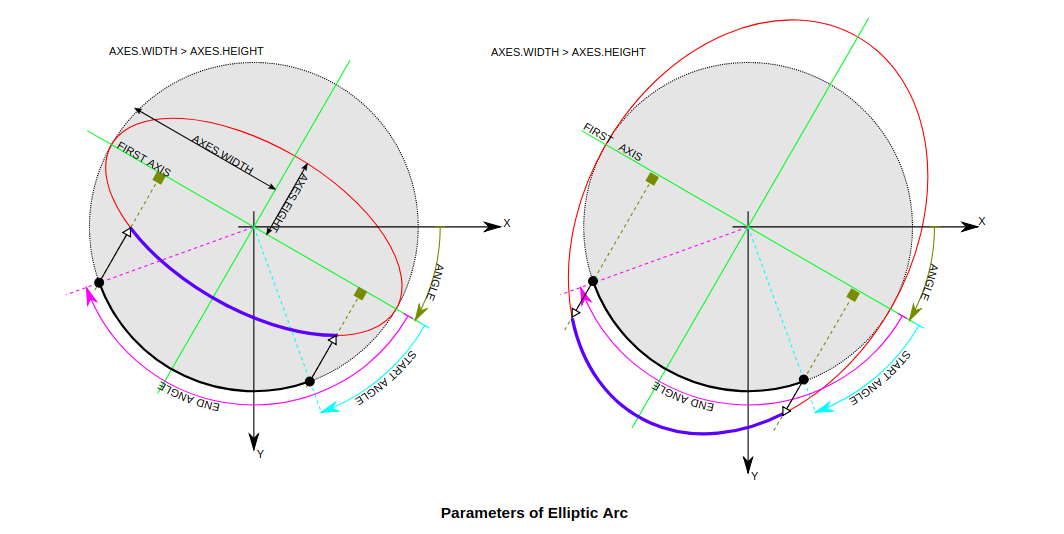 AXES.WIDTH > AXES.HEIGHT
FIRST AXIS
AXES.WIDTH
AXES.EIGHT
X
ANGLE
START ANGLE
END ANGLE
Y
AXES.WIDTH > AXES.HEIGHT
FIRST AXIS
X
ANGLE
START ANGLE
END ANGLE
Y
Parameters of Elliptic Arc